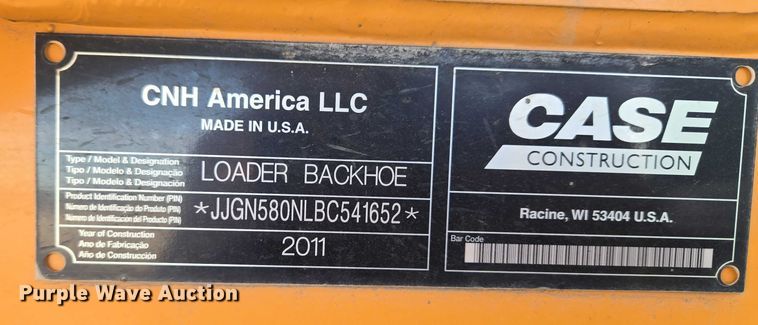 CNH America LLC
MADE IN U.S.A.
Type / Model & Designation
Tipo / Modelo & Designação
Tipo / Modelo & Designación
LOADER BACKHOE
Product Identification Number (PIN)
Número de Identificação do Produto (PIN)
Número de Identificacion del Producto (PIN)
*JJGN580NLBC541652*
Year of Construction
Ano de Fabricação
Año de Construcción
2011
CASE
CONSTRUCTION
Racine, WI 53404 U.S.A.
Bar Code
Purple Wave Auction